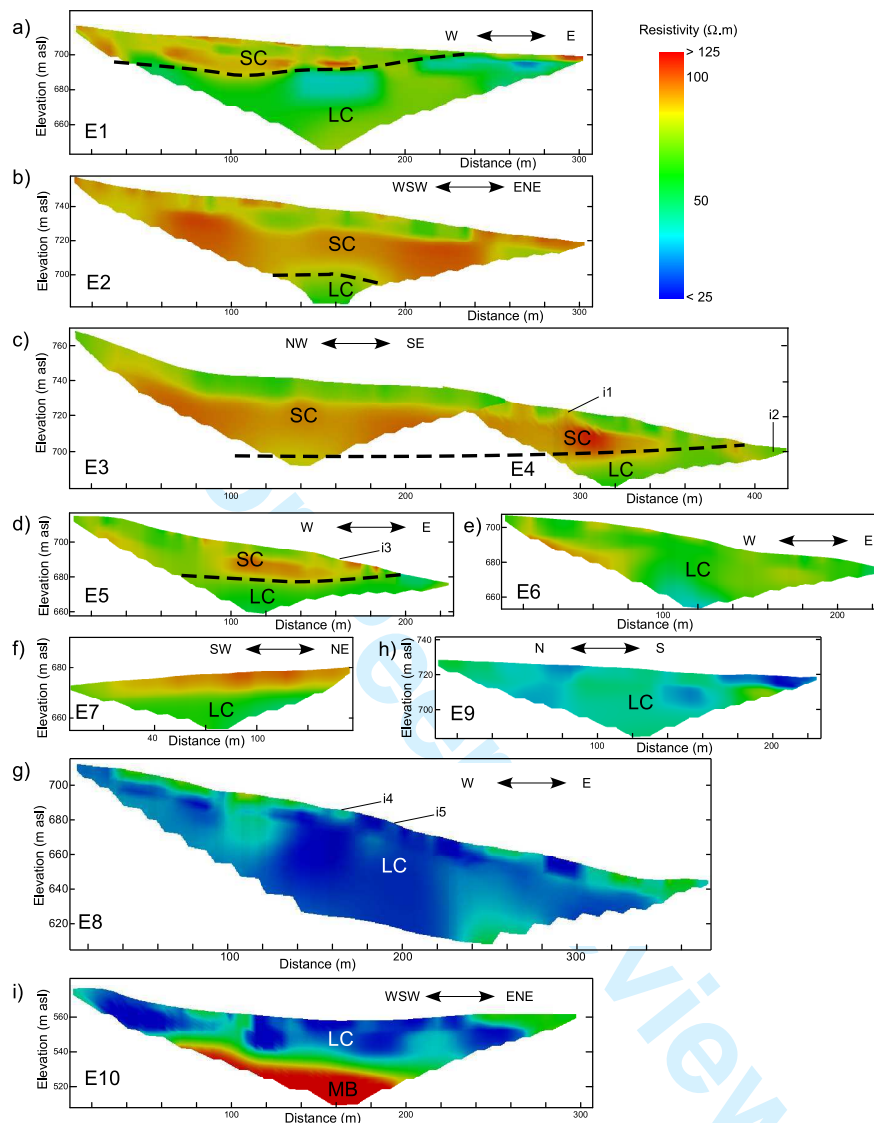 a)
W E
Resistivity (Ω.m)
> 125
100
50
< 25
Elevation (m asl)
700
680
660
SC
LC
E1
100 200 300
Distance (m)
b)
WSW ENE
Elevation (m asl)
740
720
700
SC
LC
E2
100 200 300
Distance (m)
c)
NW SE
Elevation (m asl)
760
740
720
700
i1
i2
SC
SC
LC
E3
E4
100 200 300 400
Distance (m)
d)
W E
Elevation (m asl)
700
680
660
i3
SC
LC
E5
100 200
Distance (m)
e)
W E
Elevation (m asl)
700
680
660
LC
E6
100 200
Distance (m)
f)
SW NE
Elevation (m asl)
680
660
LC
E7
40 100
Distance (m)
h)
N S
Elevation (m asl)
740
720
700
LC
E9
100 200
Distance (m)
g)
W E
Elevation (m asl)
700
680
660
640
620
i4
i5
LC
E8
100 200 300
Distance (m)
i)
WSW ENE
Elevation (m asl)
560
540
520
LC
MB
E10
100 200 300
Distance (m)